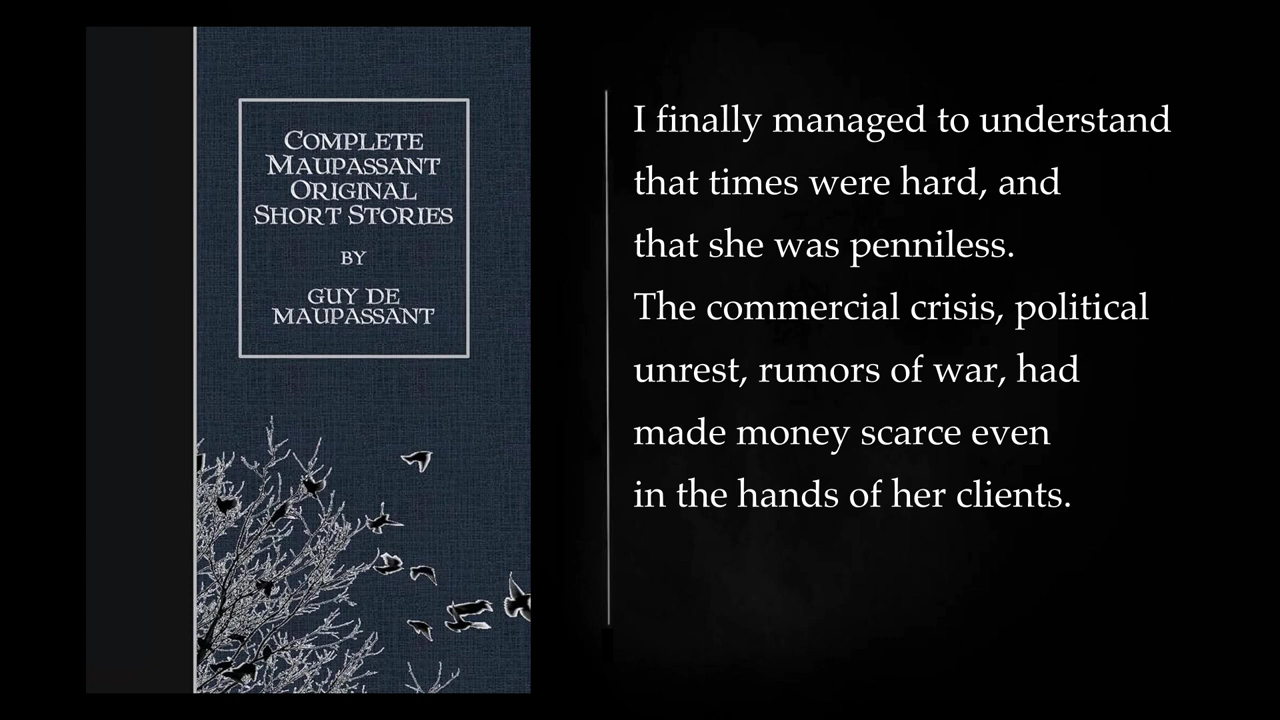 COMPLETE
MAUPASSANT
ORIGINAL
SHORT STORIES
BY
GUY DE
MAUPASSANT
I finally managed to understand
that times were hard, and
that she was penniless.
The commercial crisis, political
unrest, rumors of war, had
made money scarce even
in the hands of her clients.